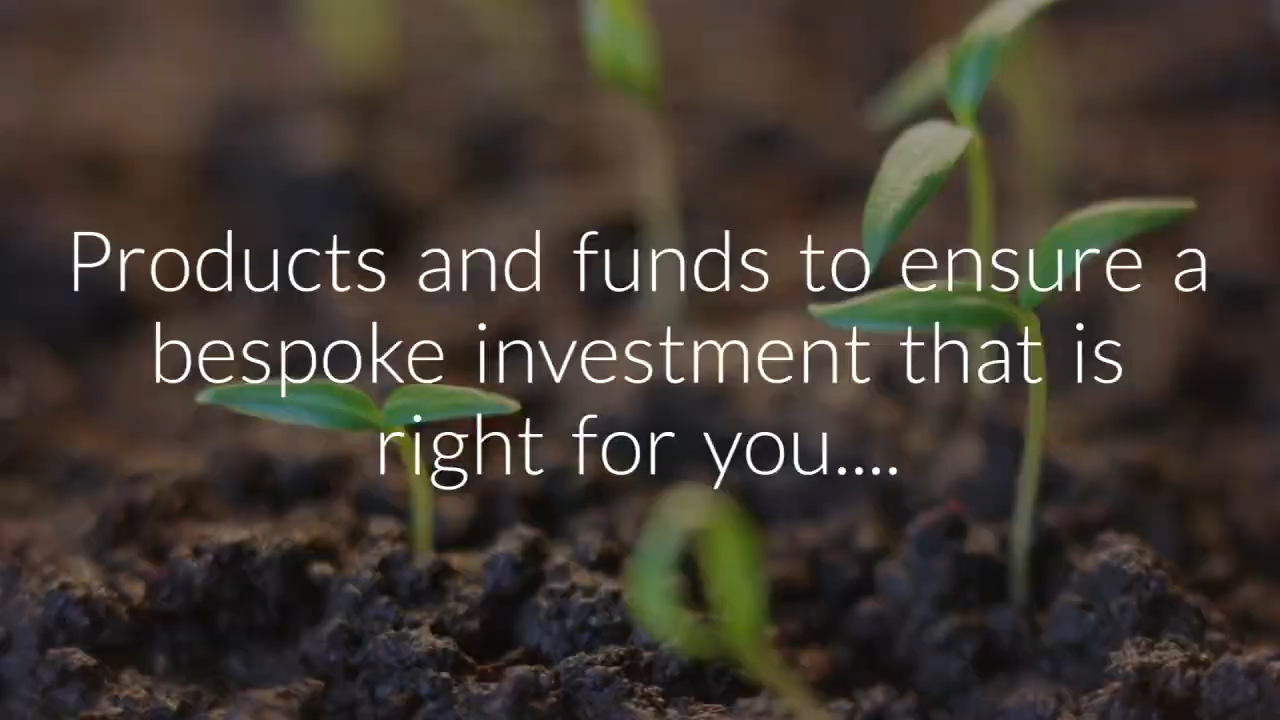 Products and funds to ensure a
bespoke investment that is
right for you....